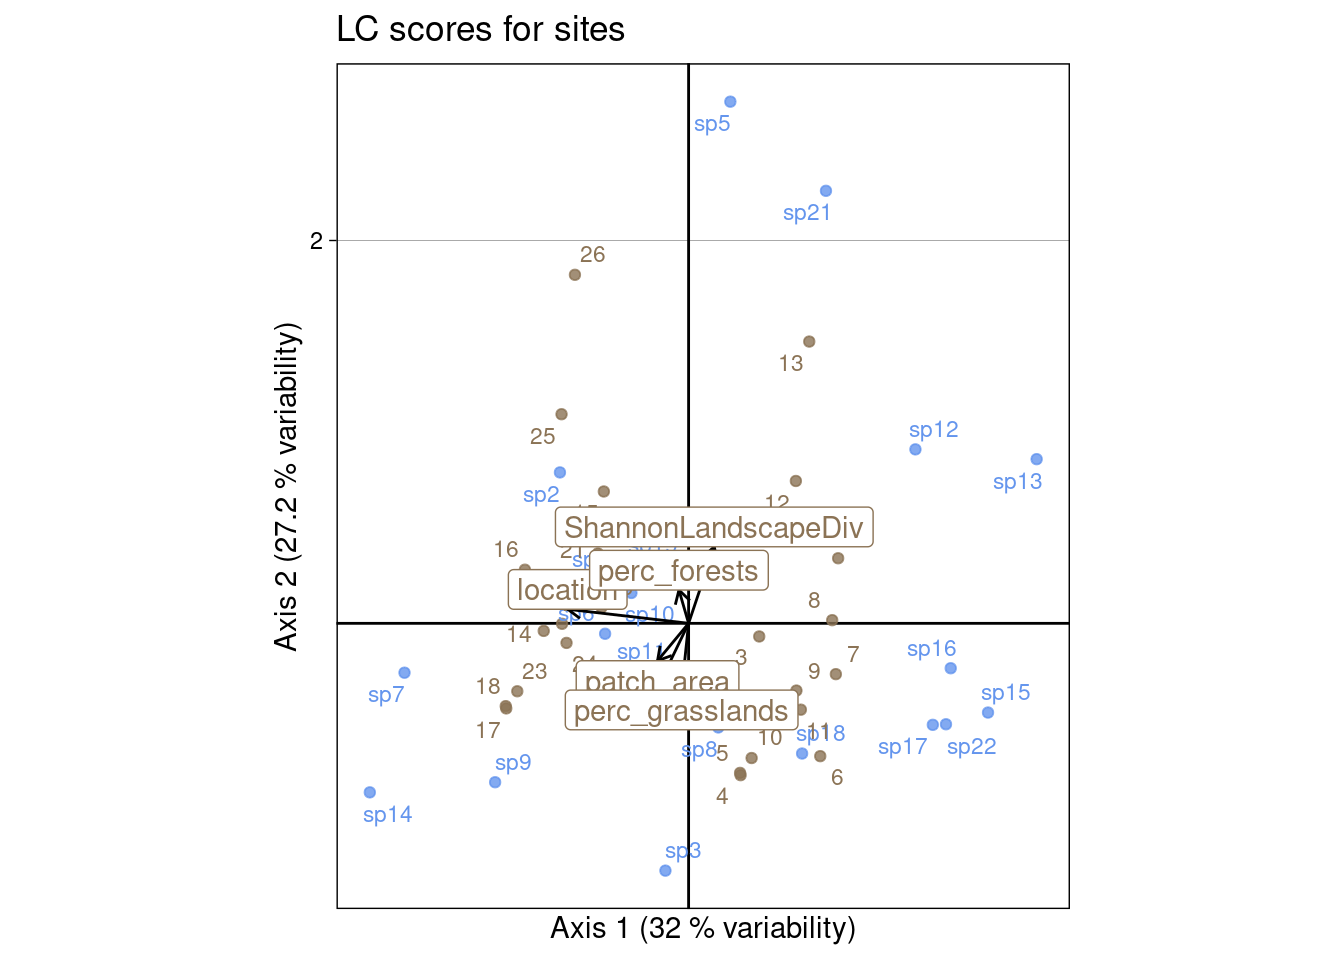 LC scores for sites
sp5
sp21
2
26
13
25
sp12
sp2
sp13
12
ShannonLandscapeDiv
16
perc_forests
location
8
sp10
14
sp11
3
sp16
7
9
23
patch_area
18
sp7
sp15
perc_grasslands
17
11
sp18
10
sp8
5
sp17
sp22
sp9
6
4
sp14
sp3
Axis 1 (32 % variability)
Axis 2 (27.2 % variability)